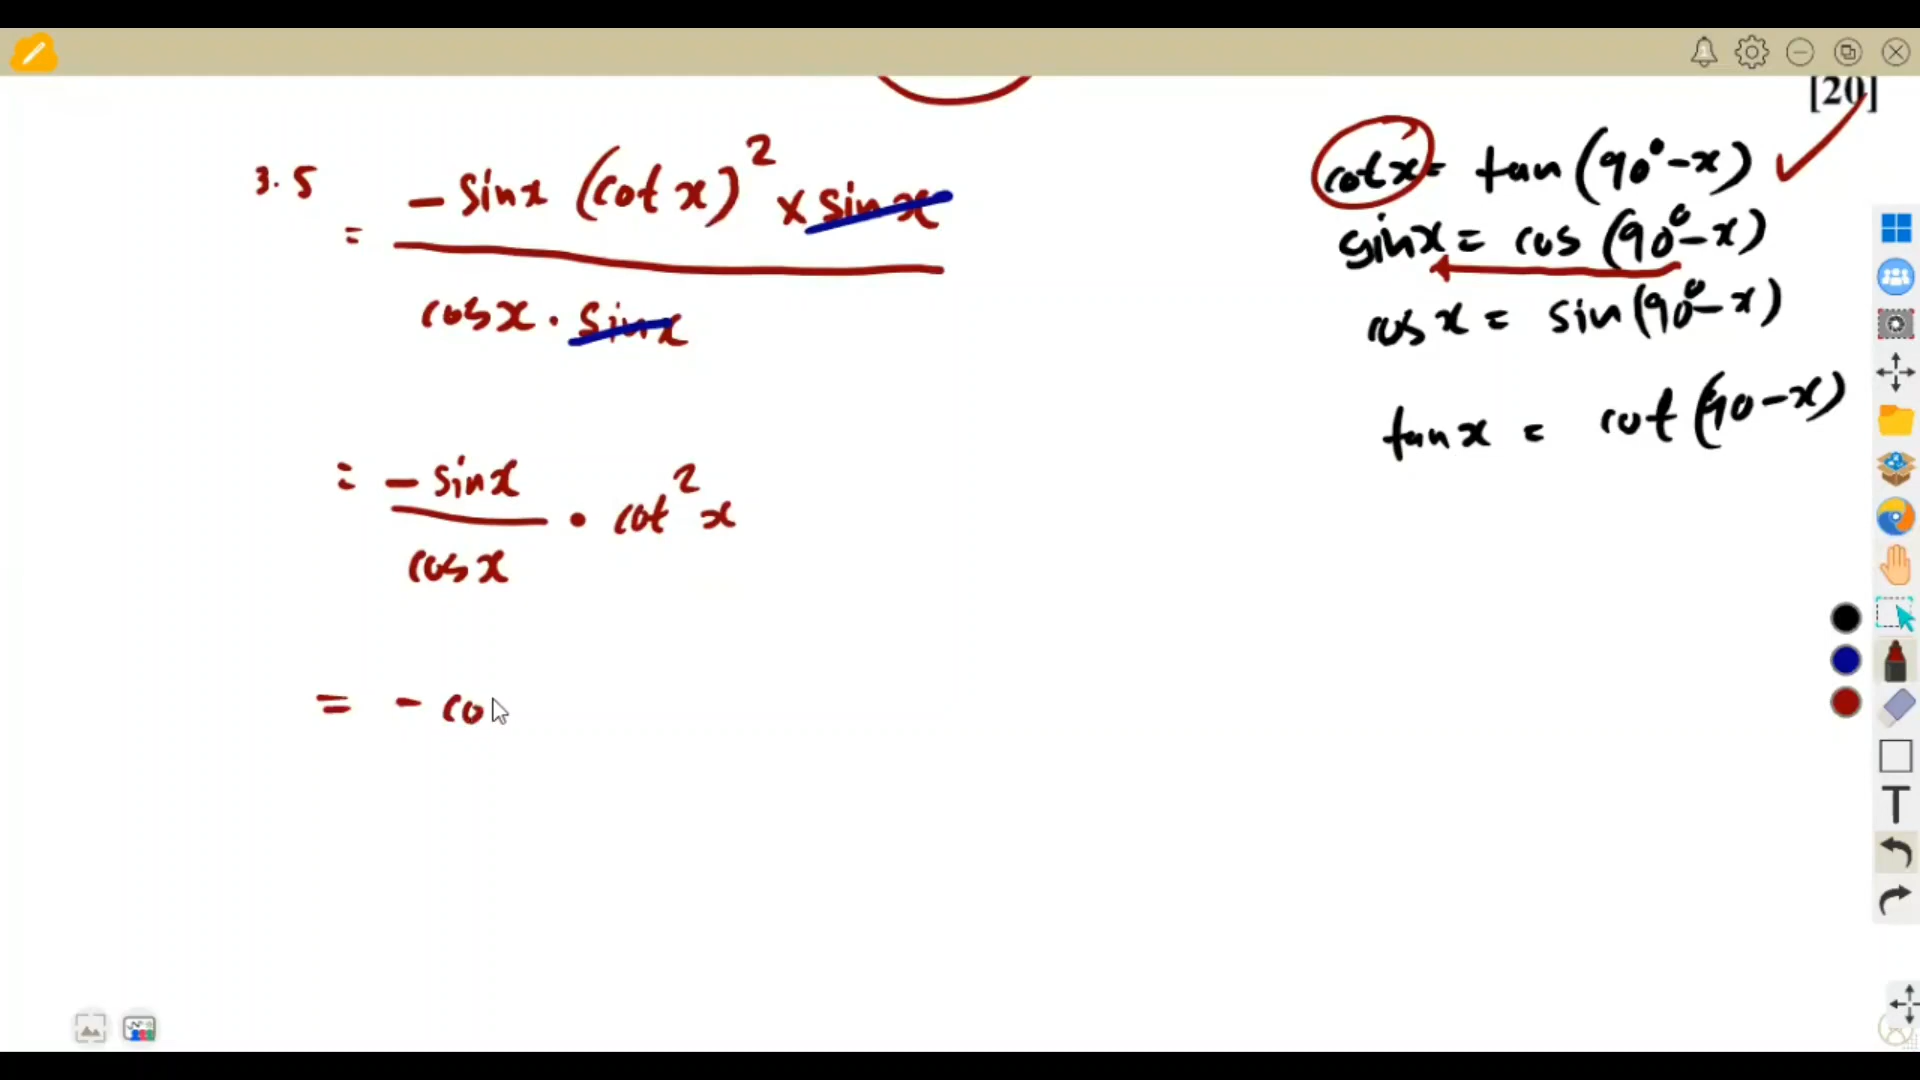 [20]
3.5
= -sinx (cot x)² × sinx / cosx · sinx
= -sinx / cosx · cot²x
= - co
cotx = tan (90° - x) ✓
sinx = cos (90° - x)
cosx = sin (90° - x)
tanx = cot (90 - x)
T